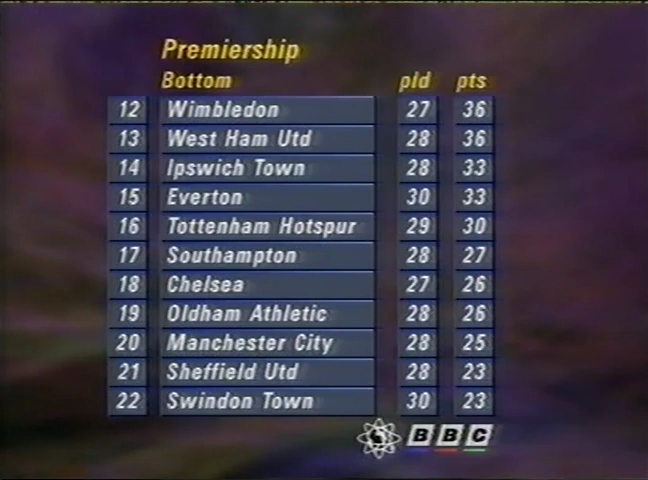 Premiership
Bottom pld pts
12 Wimbledon 27 36
13 West Ham Utd 28 36
14 Ipswich Town 28 33
15 Everton 30 33
16 Tottenham Hotspur 29 30
17 Southampton 28 27
18 Chelsea 27 26
19 Oldham Athletic 28 26
20 Manchester City 28 25
21 Sheffield Utd 28 23
22 Swindon Town 30 23
BBC